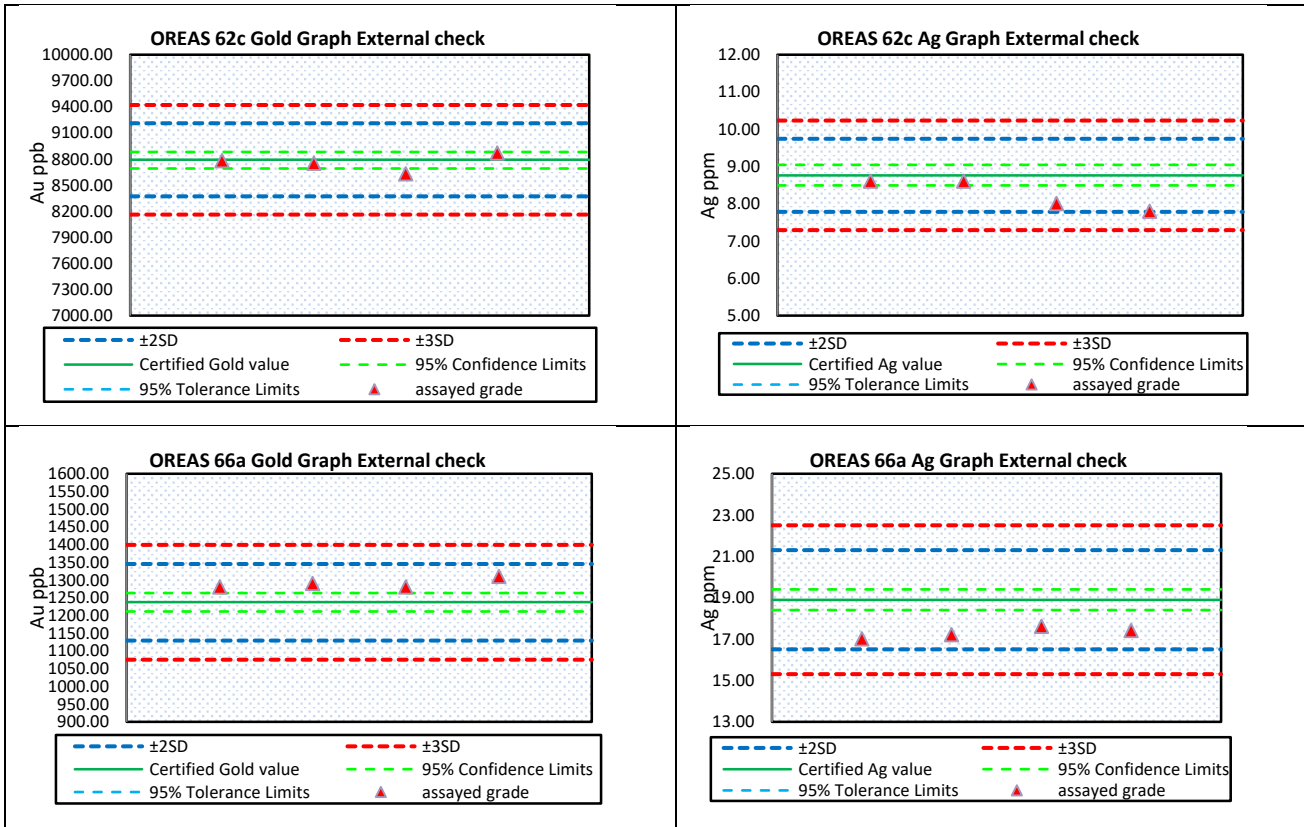 OREAS 62c Gold Graph External check
Au ppb
10000.00
9700.00
9400.00
9100.00
8800.00
8500.00
8200.00
7900.00
7600.00
7300.00
7000.00
±2SD ±3SD
Certified Gold value 95% Confidence Limits
95% Tolerance Limits assayed grade
OREAS 62c Ag Graph Extermal check
Ag ppm
12.00
11.00
10.00
9.00
8.00
7.00
6.00
5.00
±2SD ±3SD
Certified Ag value 95% Confidence Limits
95% Tolerance Limits assayed grade
OREAS 66a Gold Graph External check
Au ppb
1600.00
1550.00
1500.00
1450.00
1400.00
1350.00
1300.00
1250.00
1200.00
1150.00
1100.00
1050.00
1000.00
950.00
900.00
±2SD ±3SD
Certified Gold value 95% Confidence Limits
95% Tolerance Limits assayed grade
OREAS 66a Ag Graph External check
Ag ppm
25.00
23.00
21.00
19.00
17.00
15.00
13.00
±2SD ±3SD
Certified Ag value 95% Confidence Limits
95% Tolerance Limits assayed grade